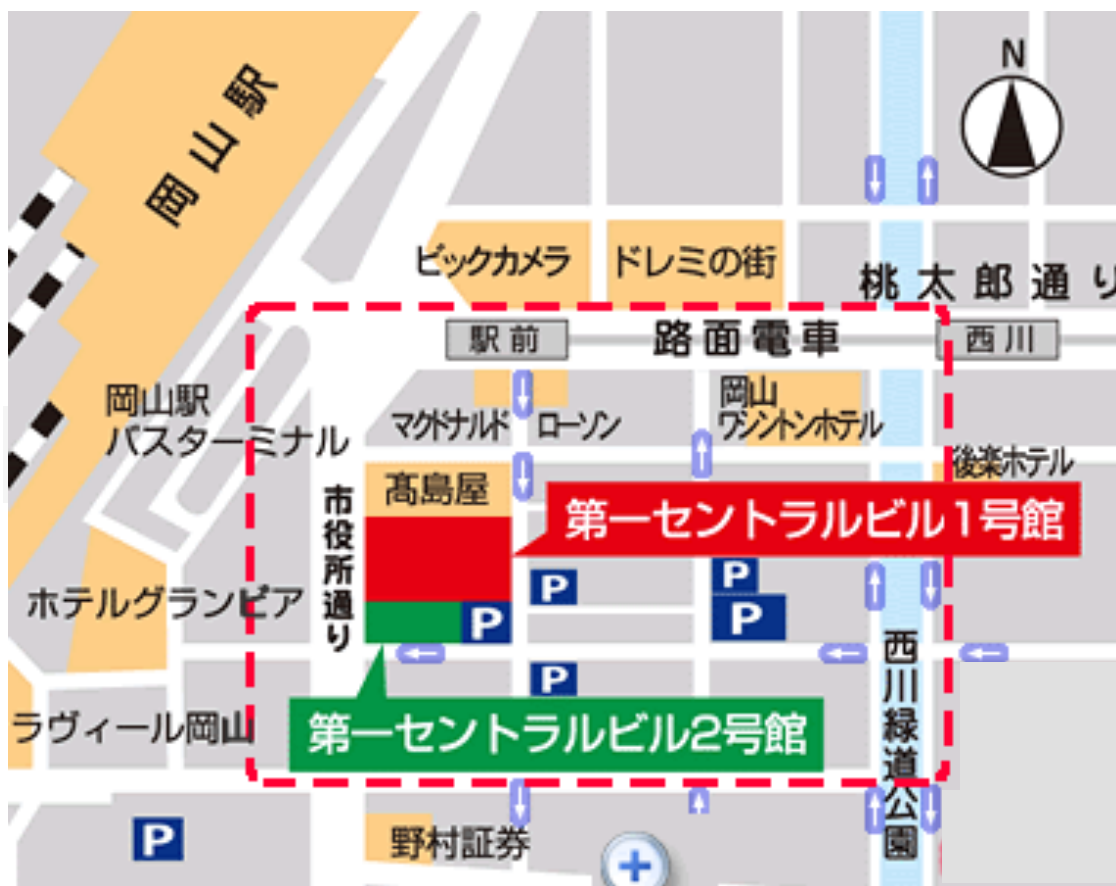 N
岡山駅
ビックカメラ
ドレミの街
桃太郎通り
駅前
路面電車
西川
岡山駅
バスターミナル
マクドナルド
ローソン
岡山
ワシントンホテル
後楽ホテル
髙島屋
市役所通り
第一セントラルビル1号館
P
P
P
P
ホテルグランビア
P
西川緑道公園
ラヴィール岡山
第一セントラルビル2号館
P
野村証券